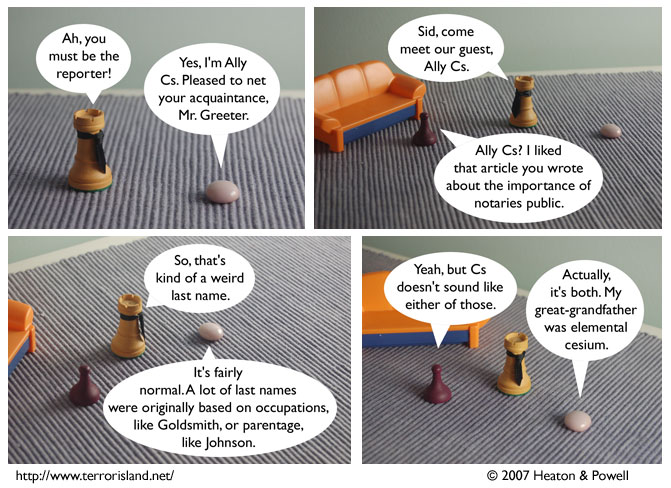 Ah, you
must be the
reporter!
Yes, I'm Ally
Cs. Pleased to net
your acquaintance,
Mr. Greeter.
Sid, come
meet our guest,
Ally Cs.
Ally Cs? I liked
that article you wrote
about the importance of
notaries public.
So, that's
kind of a weird
last name.
It's fairly
normal. A lot of last names
were originally based on occupations,
like Goldsmith, or parentage,
like Johnson.
Yeah, but Cs
doesn't sound like
either of those.
Actually,
it's both. My
great-grandfather
was elemental
cesium.
http://www.terrorisland.net/
© 2007 Heaton & Powell